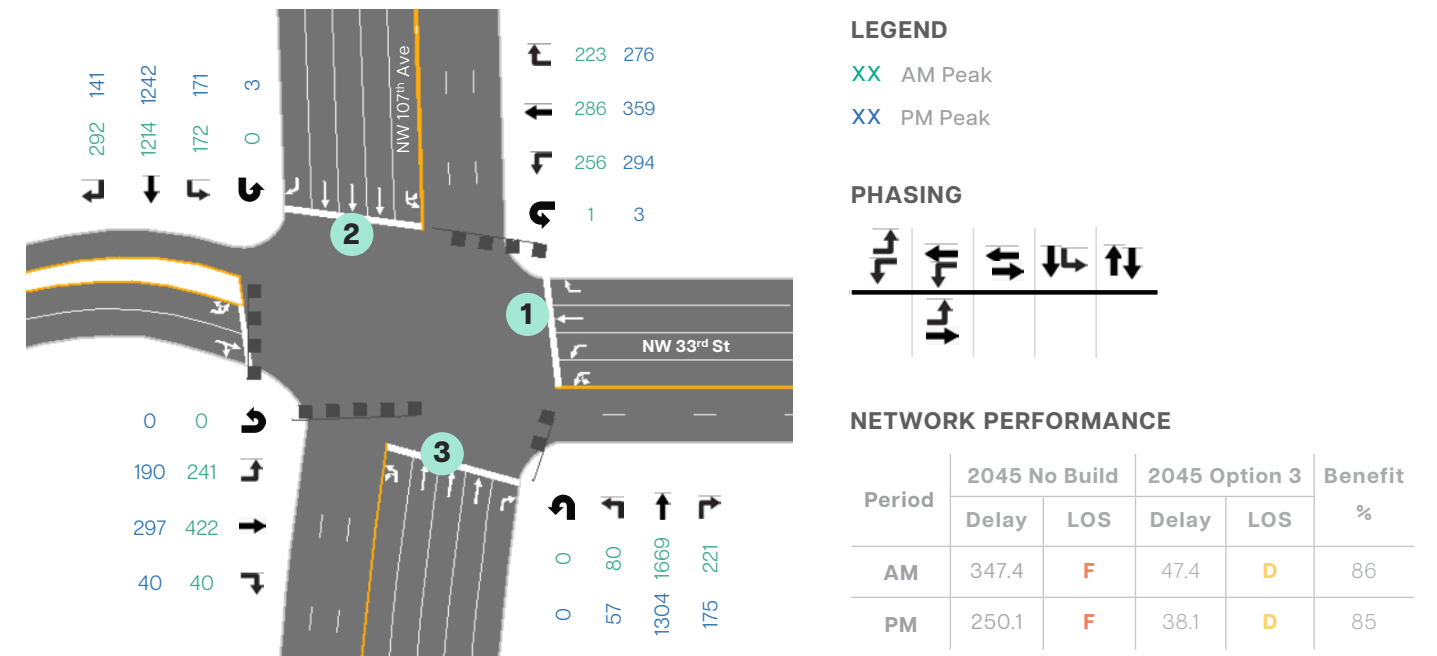 141 1242 171 3
292 1214 172 0
NW 107th Ave
223 276
286 359
256 294
1 3
2
1
NW 33rd St
3
0 0
190 241
297 422
40 40
0 80 1669 221
0 57 1304 175
LEGEND
XX AM Peak
XX PM Peak
PHASING
NETWORK PERFORMANCE
Period 2045 No Build 2045 Option 3 Benefit %
Delay LOS Delay LOS
AM 347.4 F 47.4 D 86
PM 250.1 F 38.1 D 85